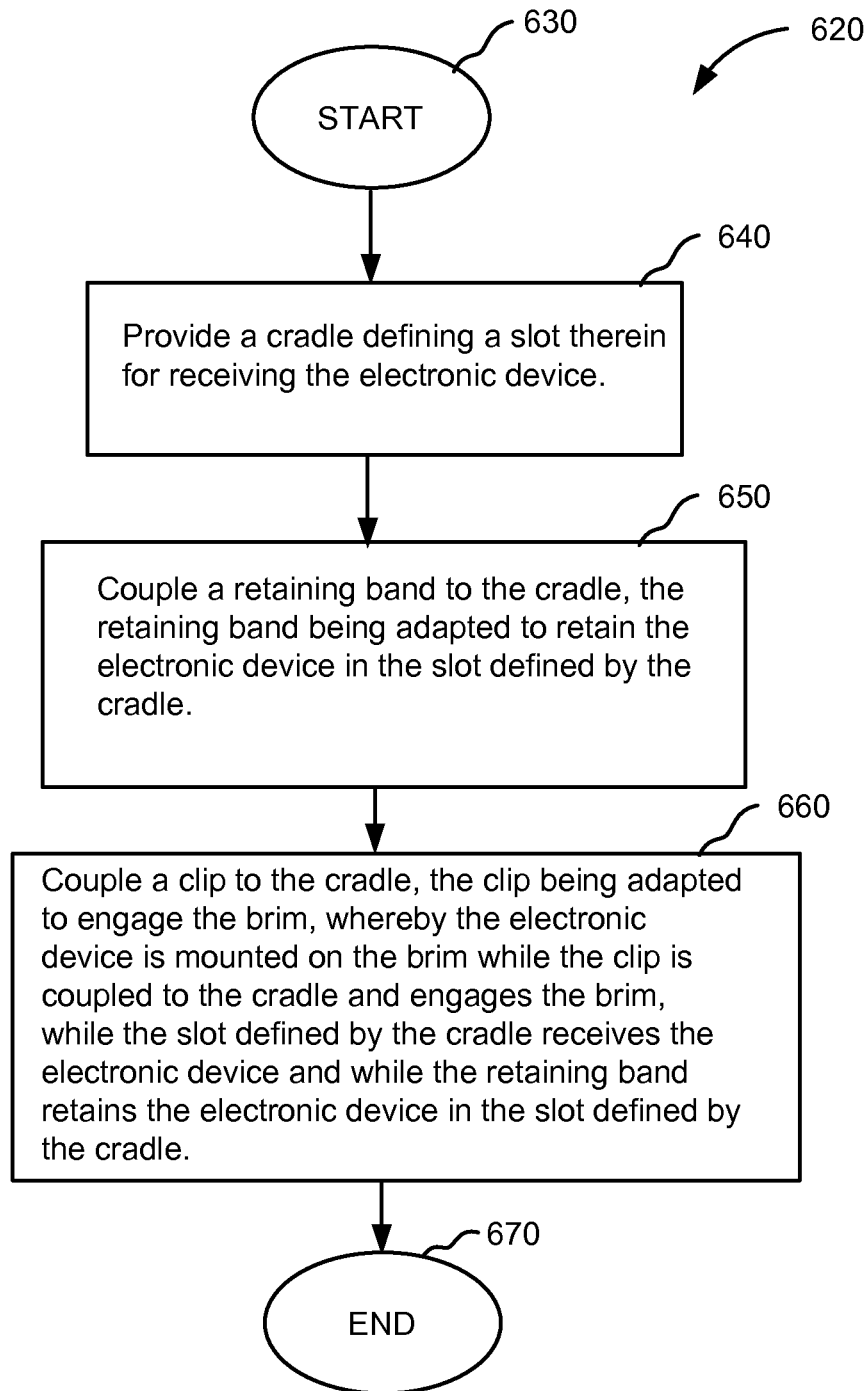 630
620
START
640
Provide a cradle defining a slot therein
for receiving the electronic device.
650
Couple a retaining band to the cradle, the
retaining band being adapted to retain the
electronic device in the slot defined by the
cradle.
660
Couple a clip to the cradle, the clip being adapted
to engage the brim, whereby the electronic
device is mounted on the brim while the clip is
coupled to the cradle and engages the brim,
while the slot defined by the cradle receives the
electronic device and while the retaining band
retains the electronic device in the slot defined by
the cradle.
670
END